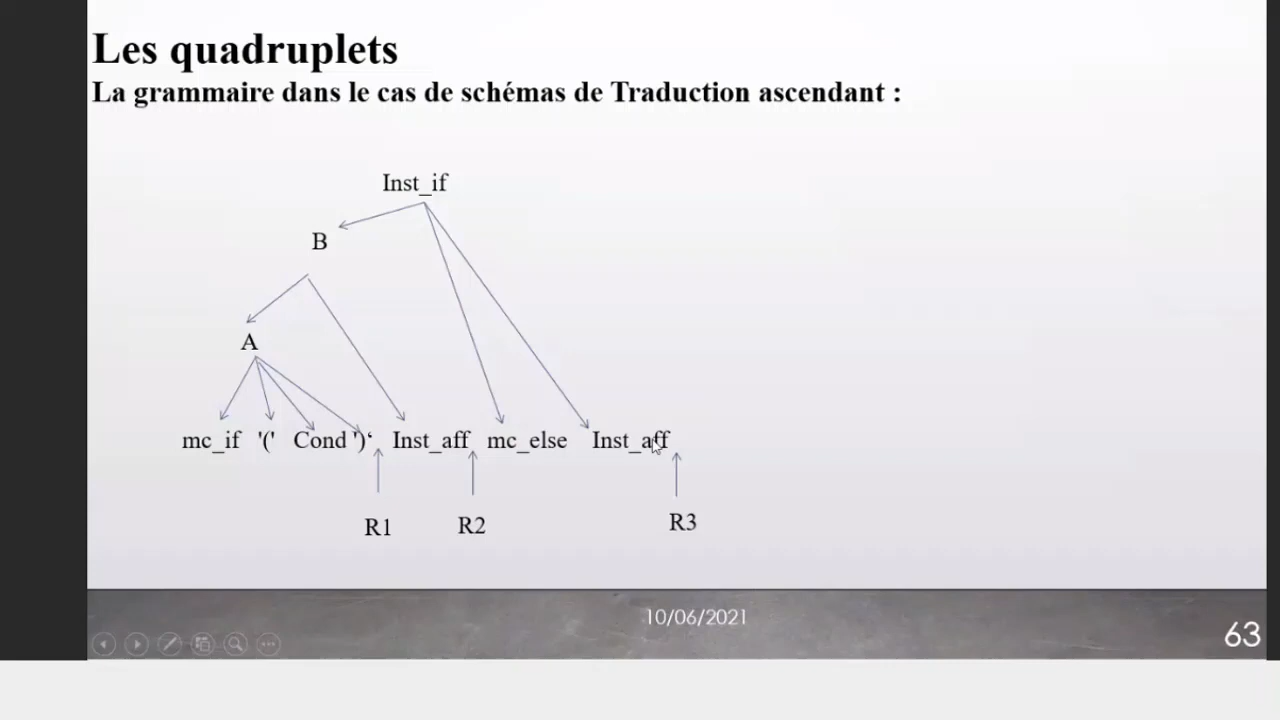 Les quadruplets
La grammaire dans le cas de schémas de Traduction ascendant :
Inst_if
B
A
mc_if '(' Cond ')‘ Inst_aff mc_else Inst_aff
R1 R2 R3
10/06/2021
63